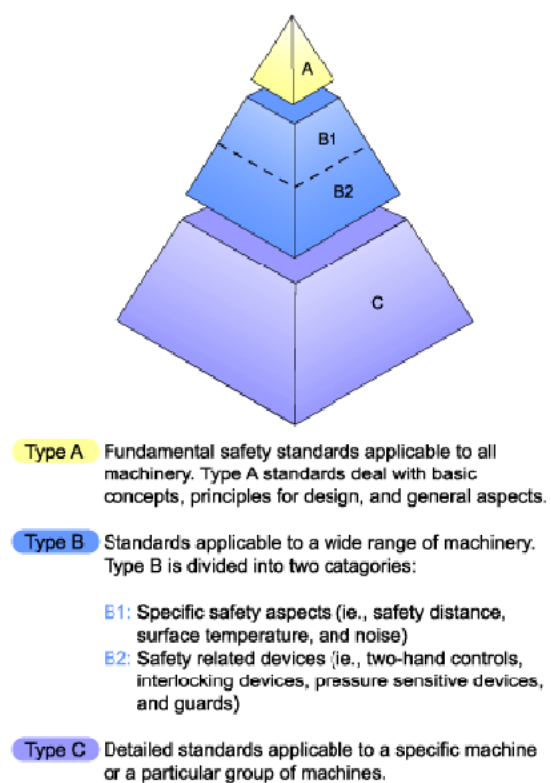 A
B1
B2
C
Type A Fundamental safety standards applicable to all
machinery. Type A standards deal with basic
concepts, principles for design, and general aspects.
Type B Standards applicable to a wide range of machinery.
Type B is divided into two catagories:
B1: Specific safety aspects (ie., safety distance,
surface temperature, and noise)
B2: Safety related devices (ie., two-hand controls,
interlocking devices, pressure sensitive devices,
and guards)
Type C Detailed standards applicable to a specific machine
or a particular group of machines.